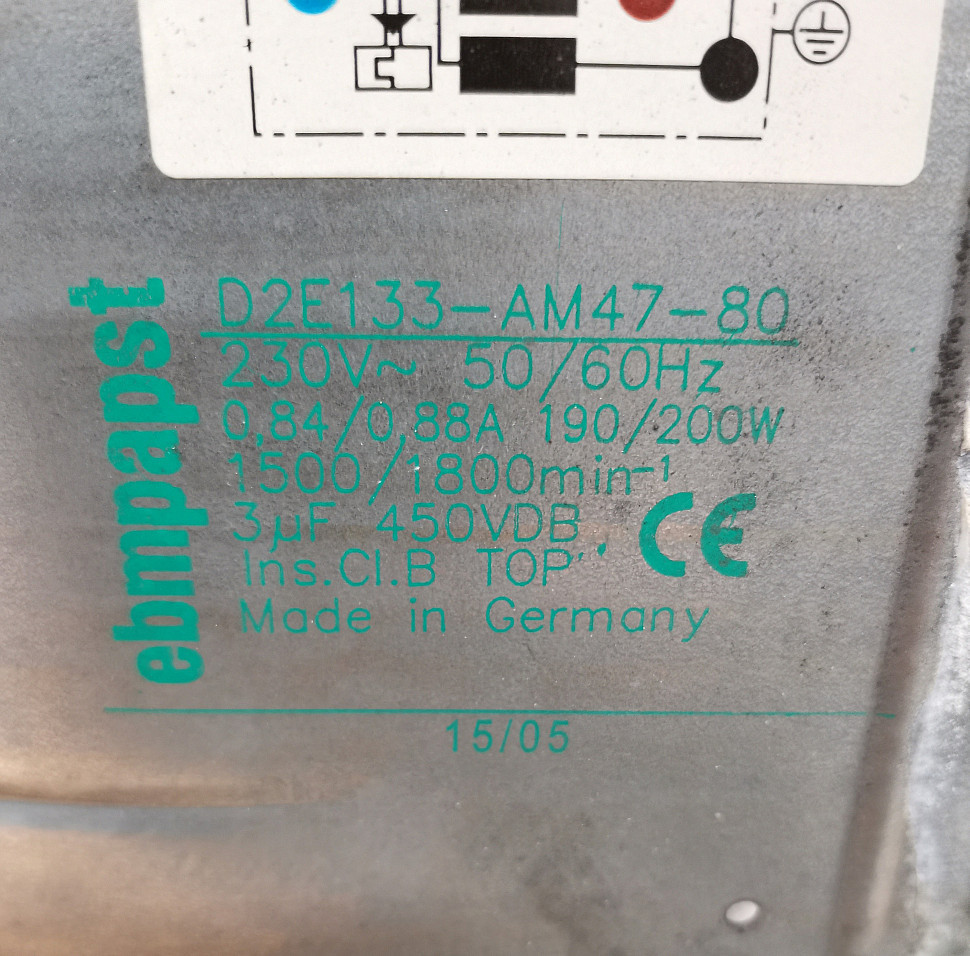 ebmpapst
D2E133-AM47-80
230V~ 50/60Hz
0,84/0,88A 190/200W
1500/1800min⁻¹
3µF 450VDB
Ins.Cl.B TOP
CE
Made in Germany
15/05